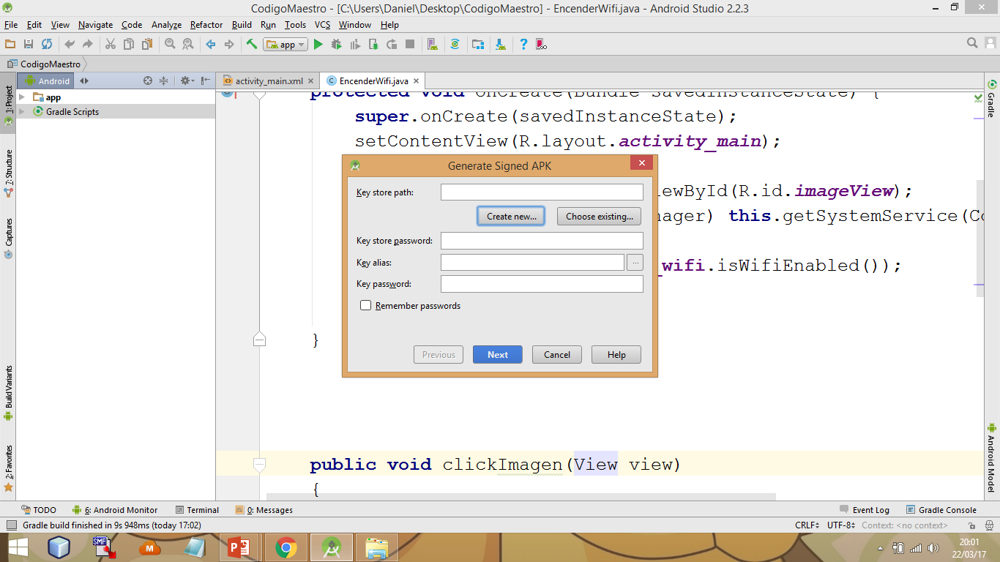 CodigoMaestro - [C:\Users\Daniel\Desktop\CodigoMaestro] - EncenderWifi.java - Android Studio 2.2.3
File Edit View Navigate Code Analyze Refactor Build Run Tools VCS Window Help
app
CodigoMaestro
Android
activity_main.xml EncenderWifi.java
1: Project
7: Structure
Captures
Build Variants
2: Favorites
app
Gradle Scripts
protected void onCreate(Bundle savedInstanceState) {
super.onCreate(savedInstanceState);
setContentView(R.layout.activity_main);
ewById(R.id.imageView);
nager) this.getSystemService(Co
_wifi.isWifiEnabled());
}
public void clickImagen(View view)
{
Generate Signed APK
Key store path:
Create new... Choose existing...
Key store password:
Key alias:
...
Key password:
Remember passwords
Previous Next Cancel Help
Gradle
Android Model
TODO 6: Android Monitor Terminal 0: Messages Event Log Gradle Console
Gradle build finished in 9s 948ms (today 17:02) CRLF UTF-8 Context: <no context>
SMF
20:01
22/03/17